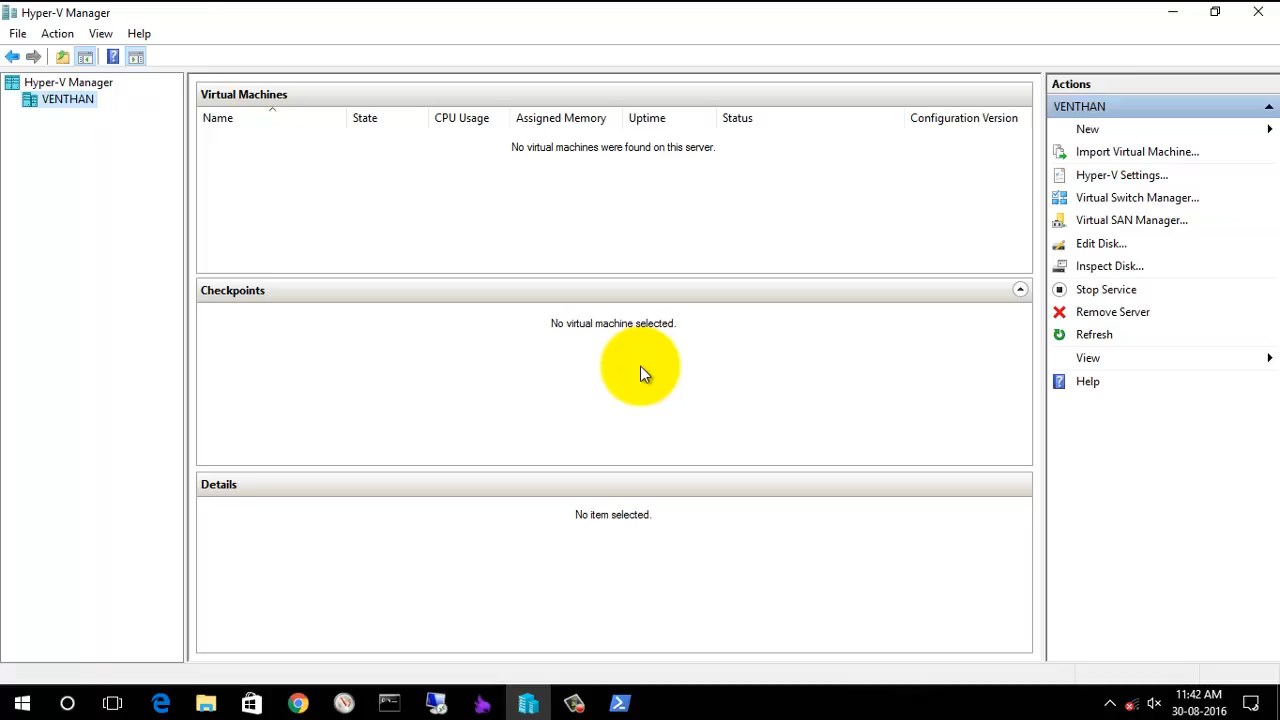 Hyper-V Manager
File Action View Help
Hyper-V Manager
VENTHAN
Virtual Machines
Name State CPU Usage Assigned Memory Uptime Status Configuration Version
No virtual machines were found on this server.
Checkpoints
No virtual machine selected.
Details
No item selected.
Actions
VENTHAN
New
Import Virtual Machine...
Hyper-V Settings...
Virtual Switch Manager...
Virtual SAN Manager...
Edit Disk...
Inspect Disk...
Stop Service
Remove Server
Refresh
View
Help
11:42 AM
30-08-2016